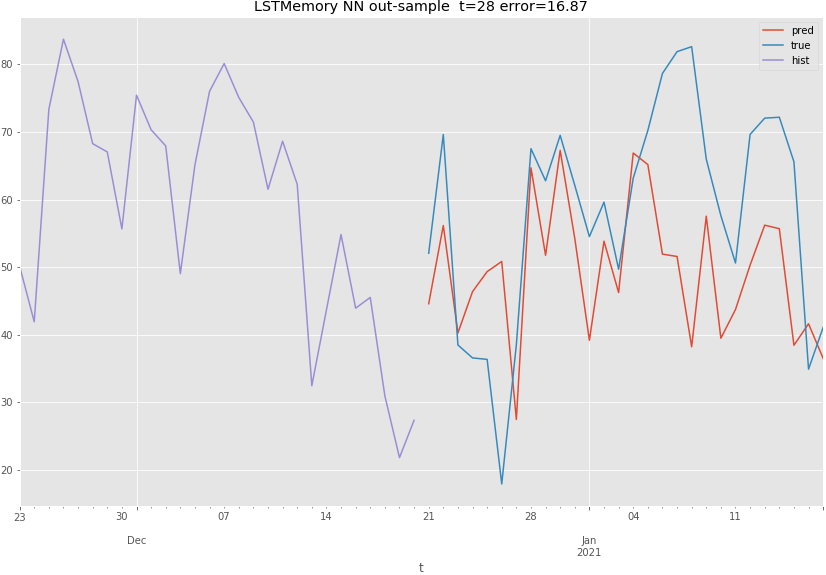 LSTMemory NN out-sample  t=28 error=16.87
pred
true
hist
80
70
60
50
40
30
20
23 30 07 14 21 28 04 11
Dec Jan
2021
t